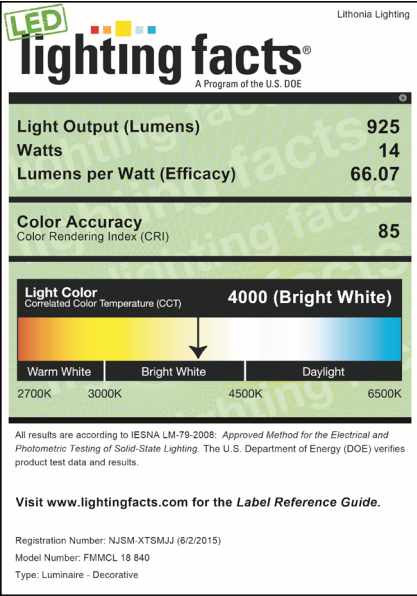 Lithonia Lighting
LED
lighting facts®
A Program of the U.S. DOE
Light Output (Lumens) 925
Watts 14
Lumens per Watt (Efficacy) 66.07
Color Accuracy
Color Rendering Index (CRI) 85
Light Color
Correlated Color Temperature (CCT) 4000 (Bright White)
Warm White Bright White Daylight
2700K 3000K 4500K 6500K
All results are according to IESNA LM-79-2008: Approved Method for the Electrical and
Photometric Testing of Solid-State Lighting. The U.S. Department of Energy (DOE) verifies
product test data and results.
Visit www.lightingfacts.com for the Label Reference Guide.
Registration Number: NJSM-XTSMJJ (6/2/2015)
Model Number: FMMCL 18 840
Type: Luminaire - Decorative